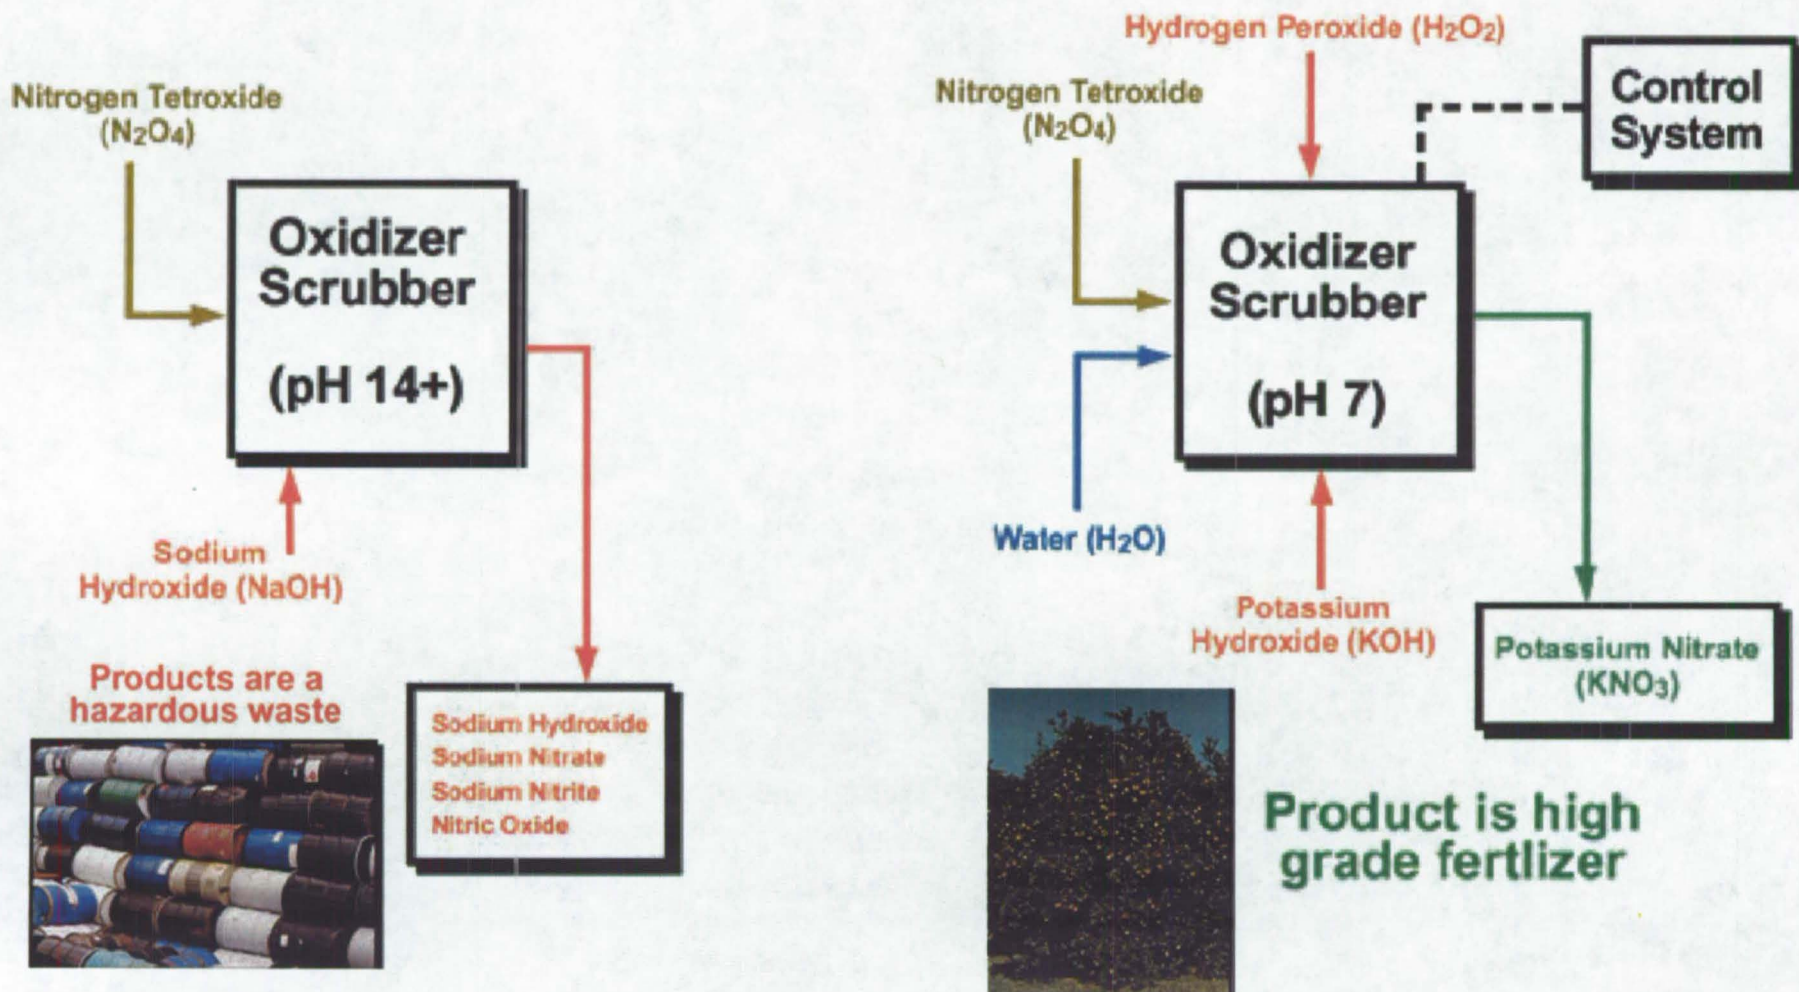 Nitrogen Tetroxide
(N₂O₄)
Oxidizer
Scrubber
(pH 14+)
Sodium
Hydroxide (NaOH)
Products are a
hazardous waste
Sodium Hydroxide
Sodium Nitrate
Sodium Nitrite
Nitric Oxide
Hydrogen Peroxide (H₂O₂)
Nitrogen Tetroxide
(N₂O₄)
Control
System
Oxidizer
Scrubber
(pH 7)
Water (H₂O)
Potassium
Hydroxide (KOH)
Potassium Nitrate
(KNO₃)
Product is high
grade fertlizer